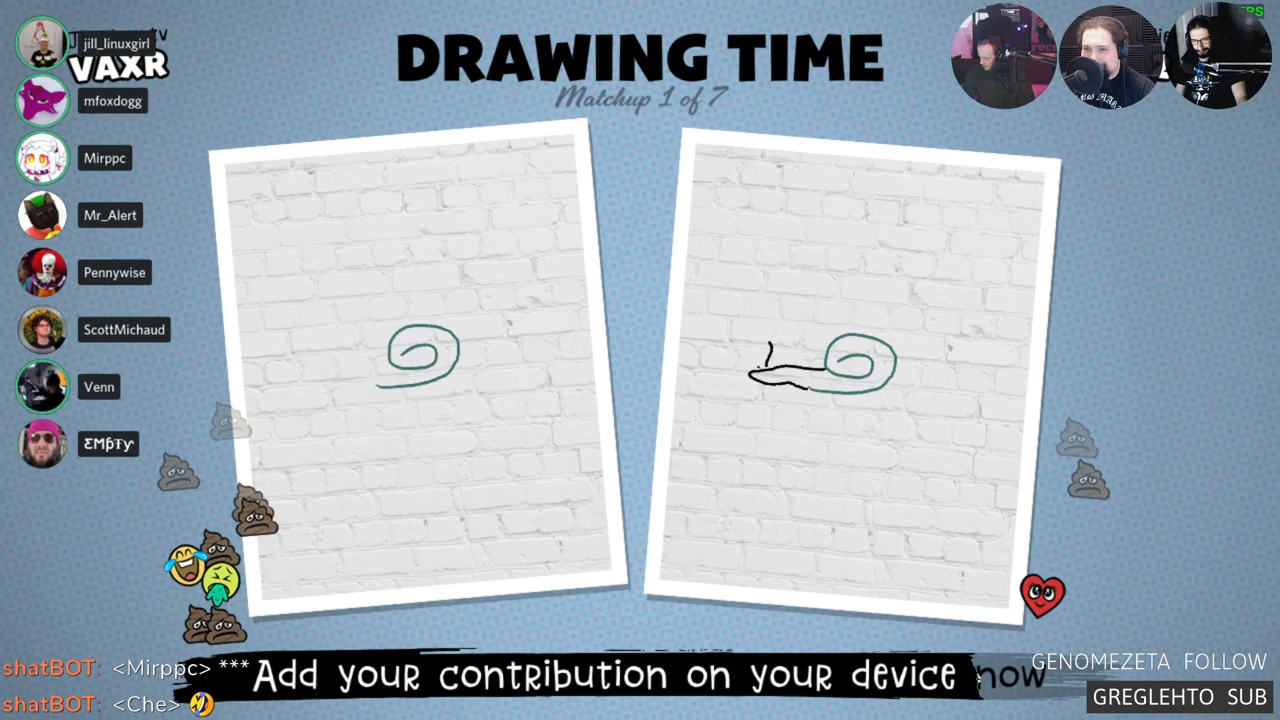 jill_linuxgirl
VAXR
mfoxdogg
Mirppc
Mr_Alert
Pennywise
ScottMichaud
Venn
ƸMϸŦƴ
DRAWING TIME
Matchup 1 of 7
Add your contribution on your device now
shatBOT: <Mirppc> ***
shatBOT: <Che> 🤣
GENOMEZETA FOLLOW
GREGLEHTO SUB